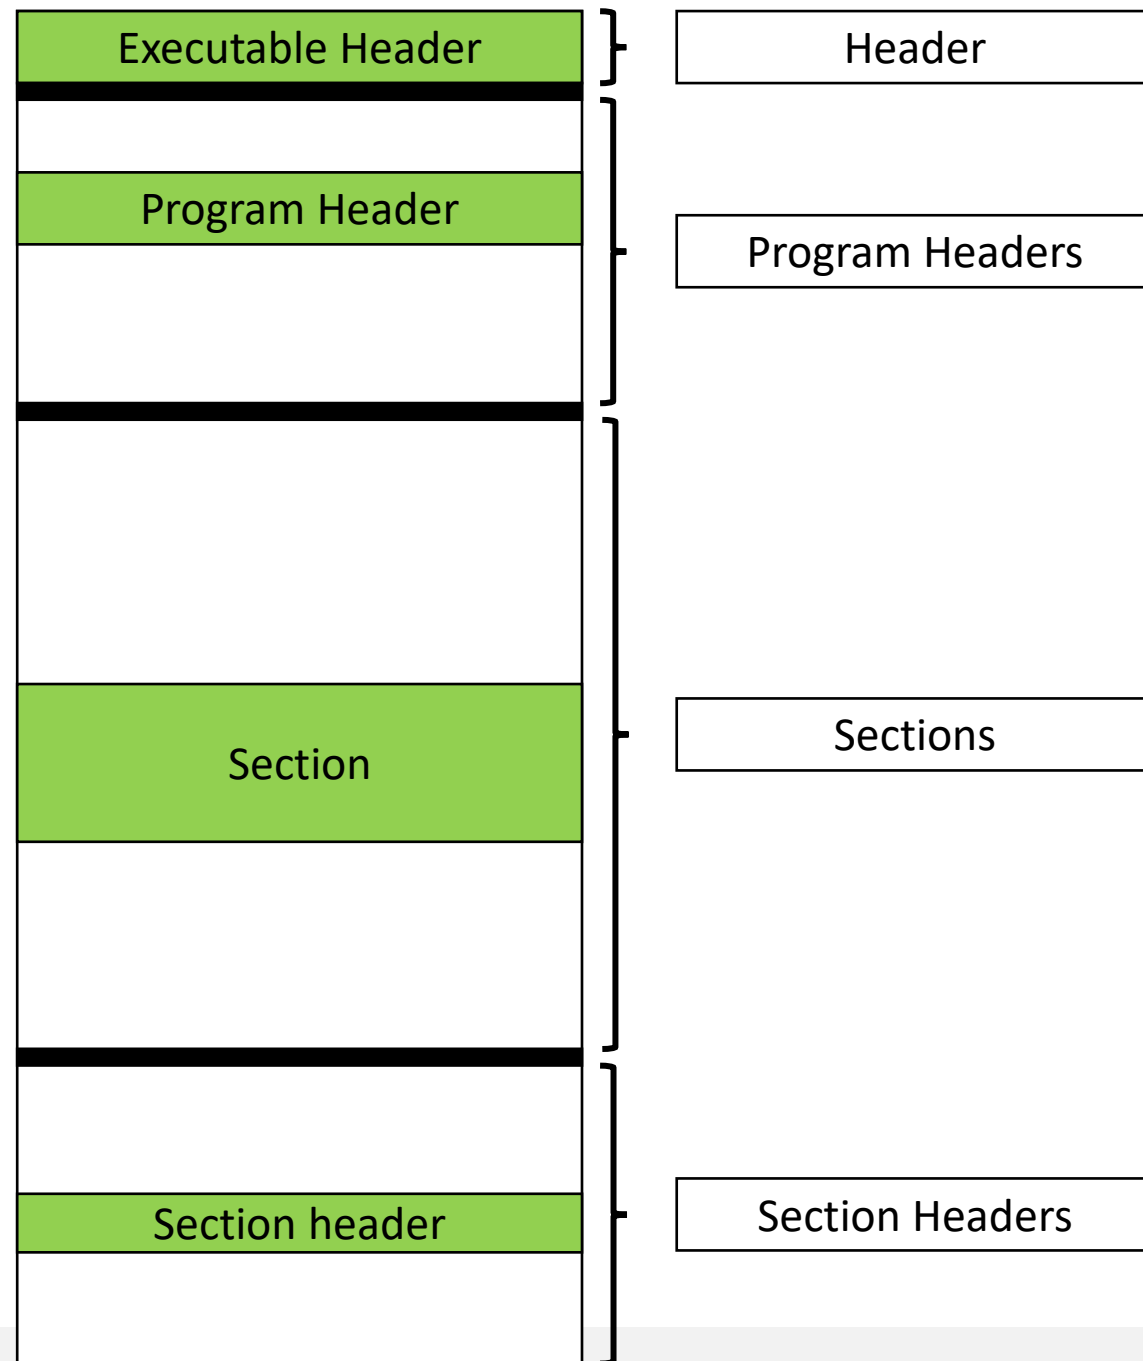 Executable Header
Header
Program Header
Program Headers
Section
Sections
Section header
Section Headers